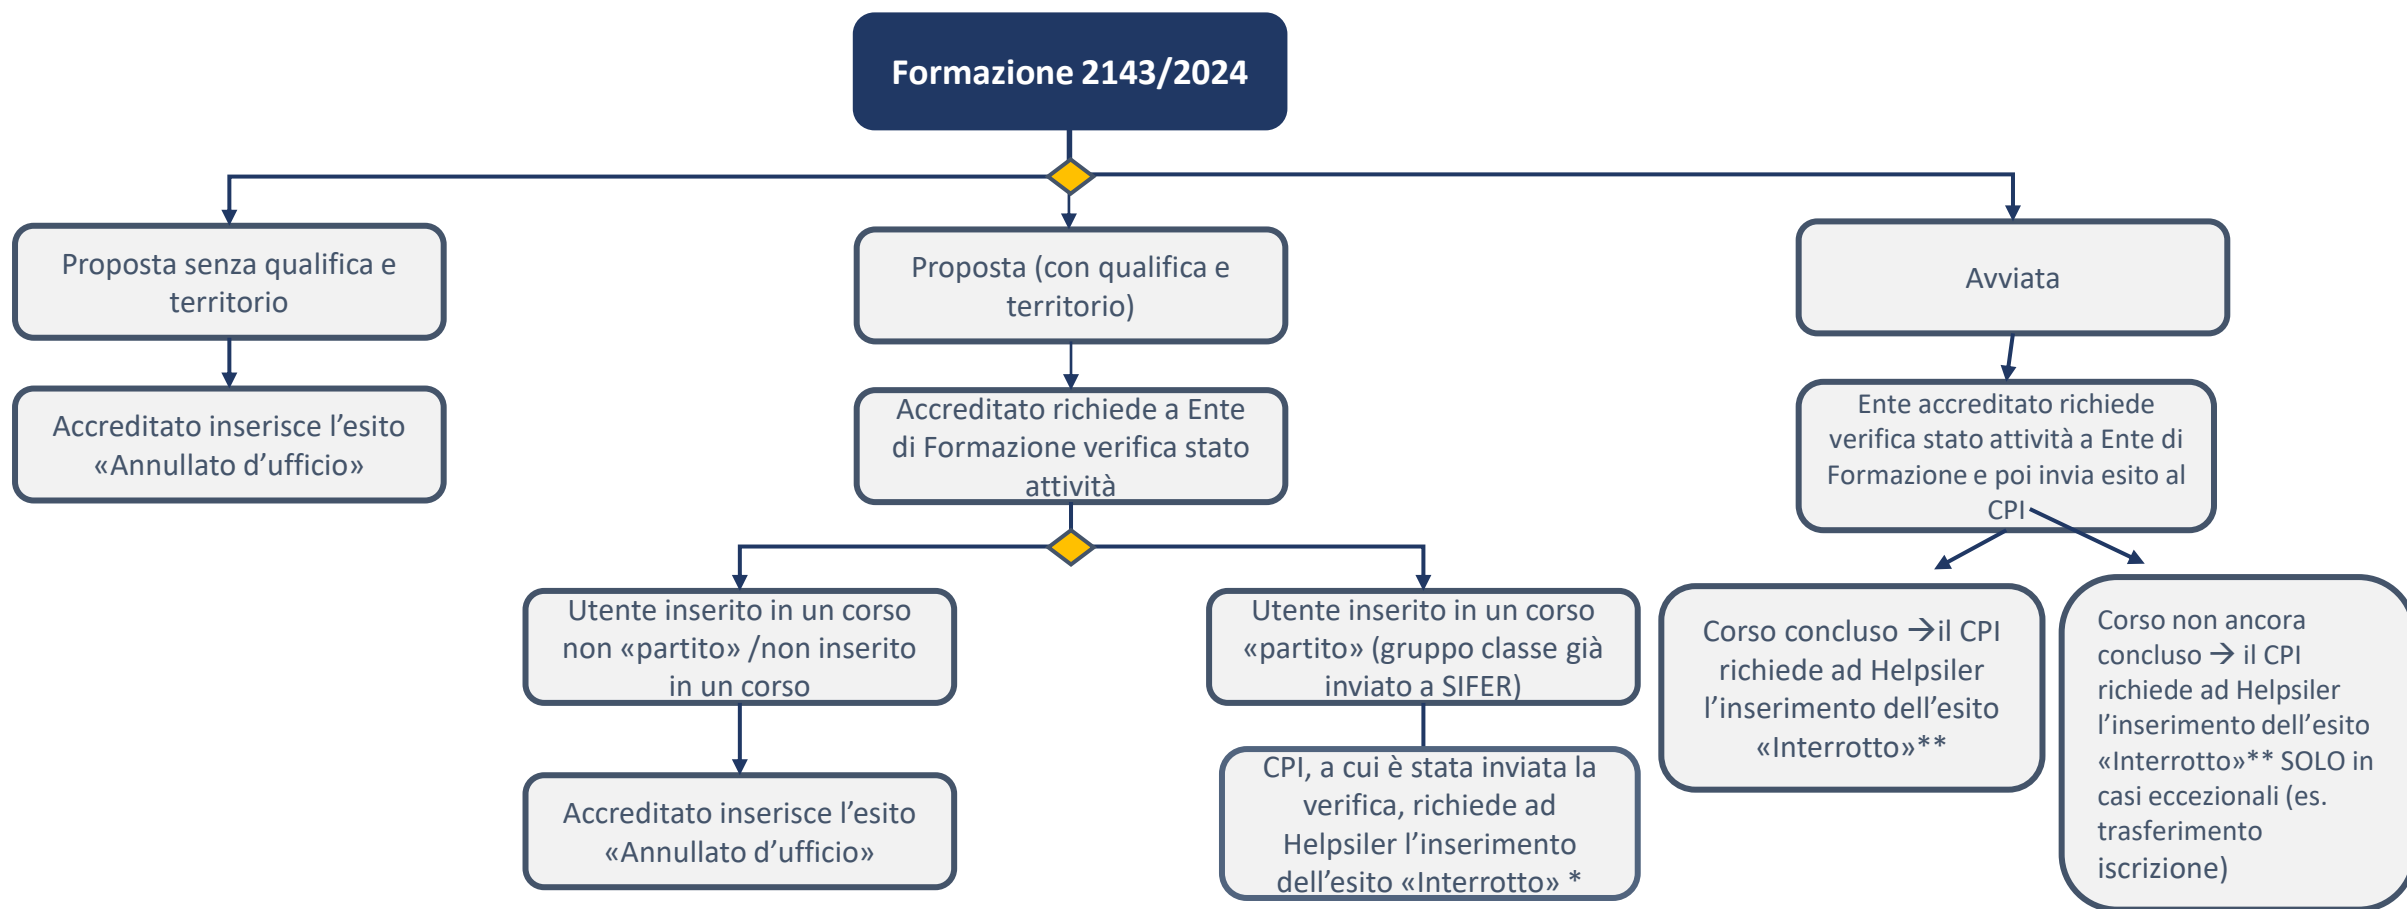 Formazione 2143/2024
Proposta senza qualifica e
territorio
Proposta (con qualifica e
territorio)
Avviata
Accreditato inserisce l’esito
«Annullato d’ufficio»
Accreditato richiede a Ente
di Formazione verifica stato
attività
Ente accreditato richiede
verifica stato attività a Ente di
Formazione e poi invia esito al
CPI
Utente inserito in un corso
non «partito» /non inserito
in un corso
Utente inserito in un corso
«partito» (gruppo classe già
inviato a SIFER)
Corso concluso →il CPI
richiede ad Helpsiler
l’inserimento dell’esito
«Interrotto»**
Corso non ancora
concluso → il CPI
richiede ad Helpsiler
l’inserimento dell’esito
«Interrotto»** SOLO in
casi eccezionali (es.
trasferimento
iscrizione)
Accreditato inserisce l’esito
«Annullato d’ufficio»
CPI, a cui è stata inviata la
verifica, richiede ad
Helpsiler l’inserimento
dell’esito «Interrotto» *